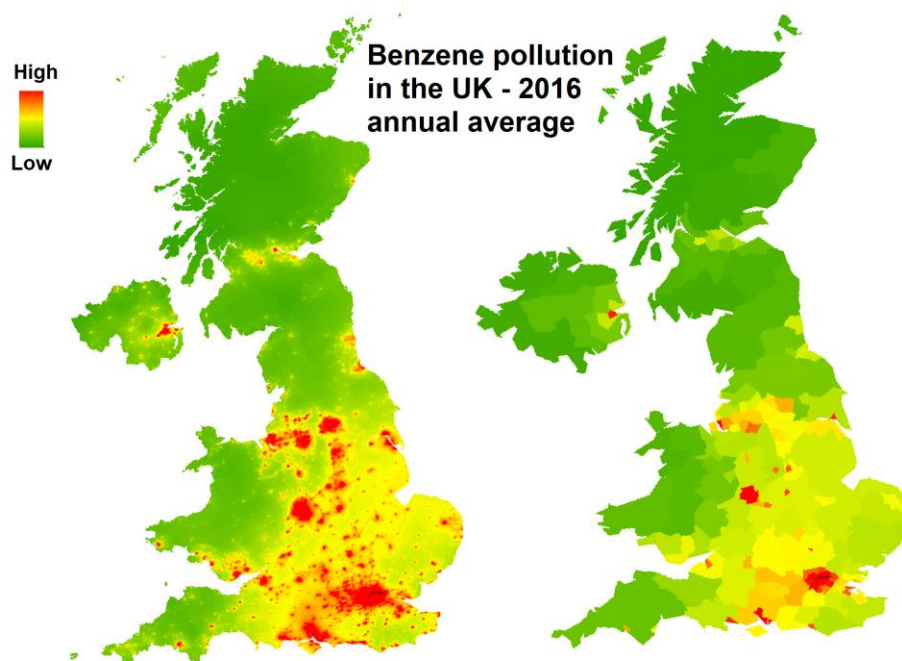 Benzene pollution
in the UK - 2016
annual average
High
Low